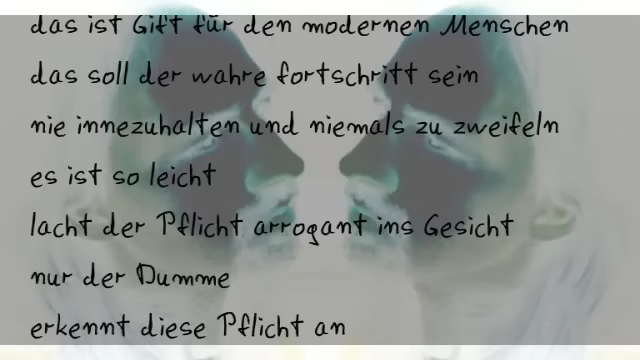 das ist Gift für den modernen Menschen
das soll der wahre fortschritt sein
nie innezuhalten und niemals zu zweifeln
es ist so leicht
lacht der Pflicht arrogant ins Gesicht
nur der Dumme
erkennt diese Pflicht an